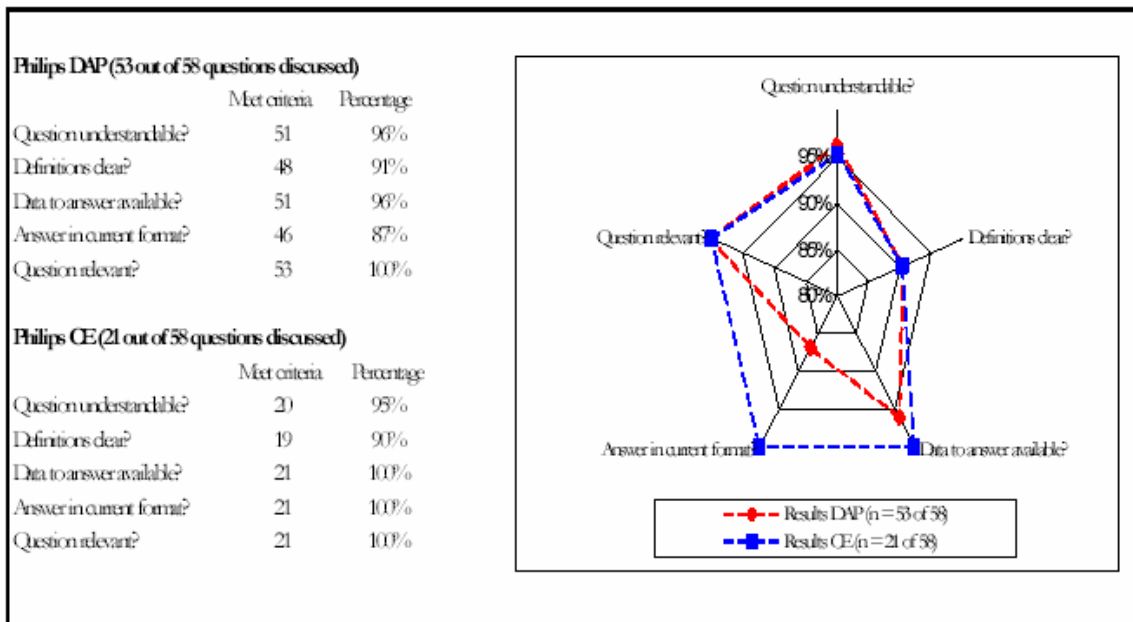 Philips DAP (53 out of 58 questions discussed)
Meet criteria Percentage
Question understandable? 51 96%
Definitions clear? 48 91%
Data to answer available? 51 96%
Answer in current format? 46 87%
Question relevant? 53 100%
Philips CE (21 out of 58 questions discussed)
Meet criteria Percentage
Question understandable? 20 95%
Definitions clear? 19 90%
Data to answer available? 21 100%
Answer in current format? 21 100%
Question relevant? 21 100%
Question understandable?
95%
90%
Question relevant? Definitions clear?
85%
80%
Answer in current format? Data to answer available?
Results DAP (n = 53 of 58)
Results CE (n = 21 of 58)